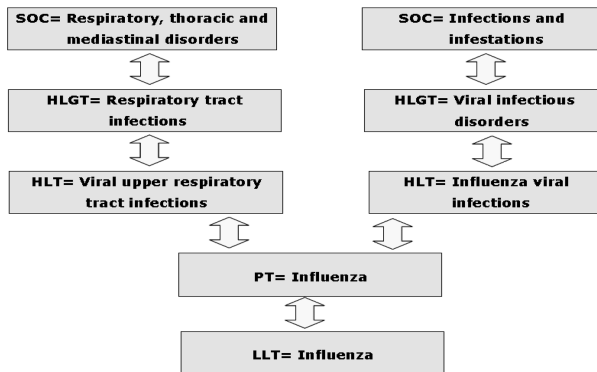 SOC= Respiratory, thoracic and
mediastinal disorders
SOC= Infections and
infestations
HLGT= Respiratory tract
infections
HLGT= Viral infectious
disorders
HLT= Viral upper respiratory
tract infections
HLT= Influenza viral
infections
PT= Influenza
LLT= Influenza